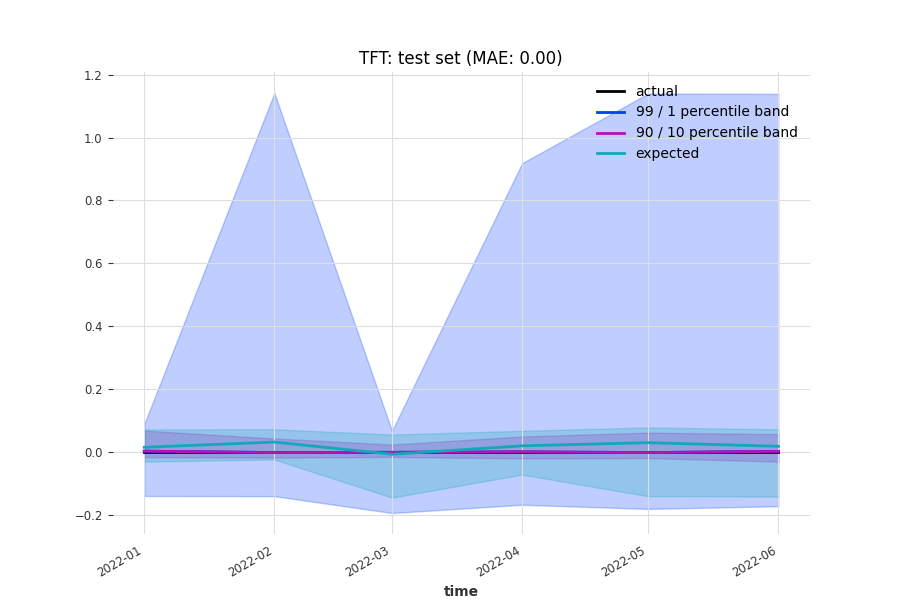 TFT: test set (MAE: 0.00)
actual
99 / 1 percentile band
90 / 10 percentile band
expected
1.2
1.0
0.8
0.6
0.4
0.2
0.0
−0.2
2022-01
2022-02
2022-03
2022-04
2022-05
2022-06
time